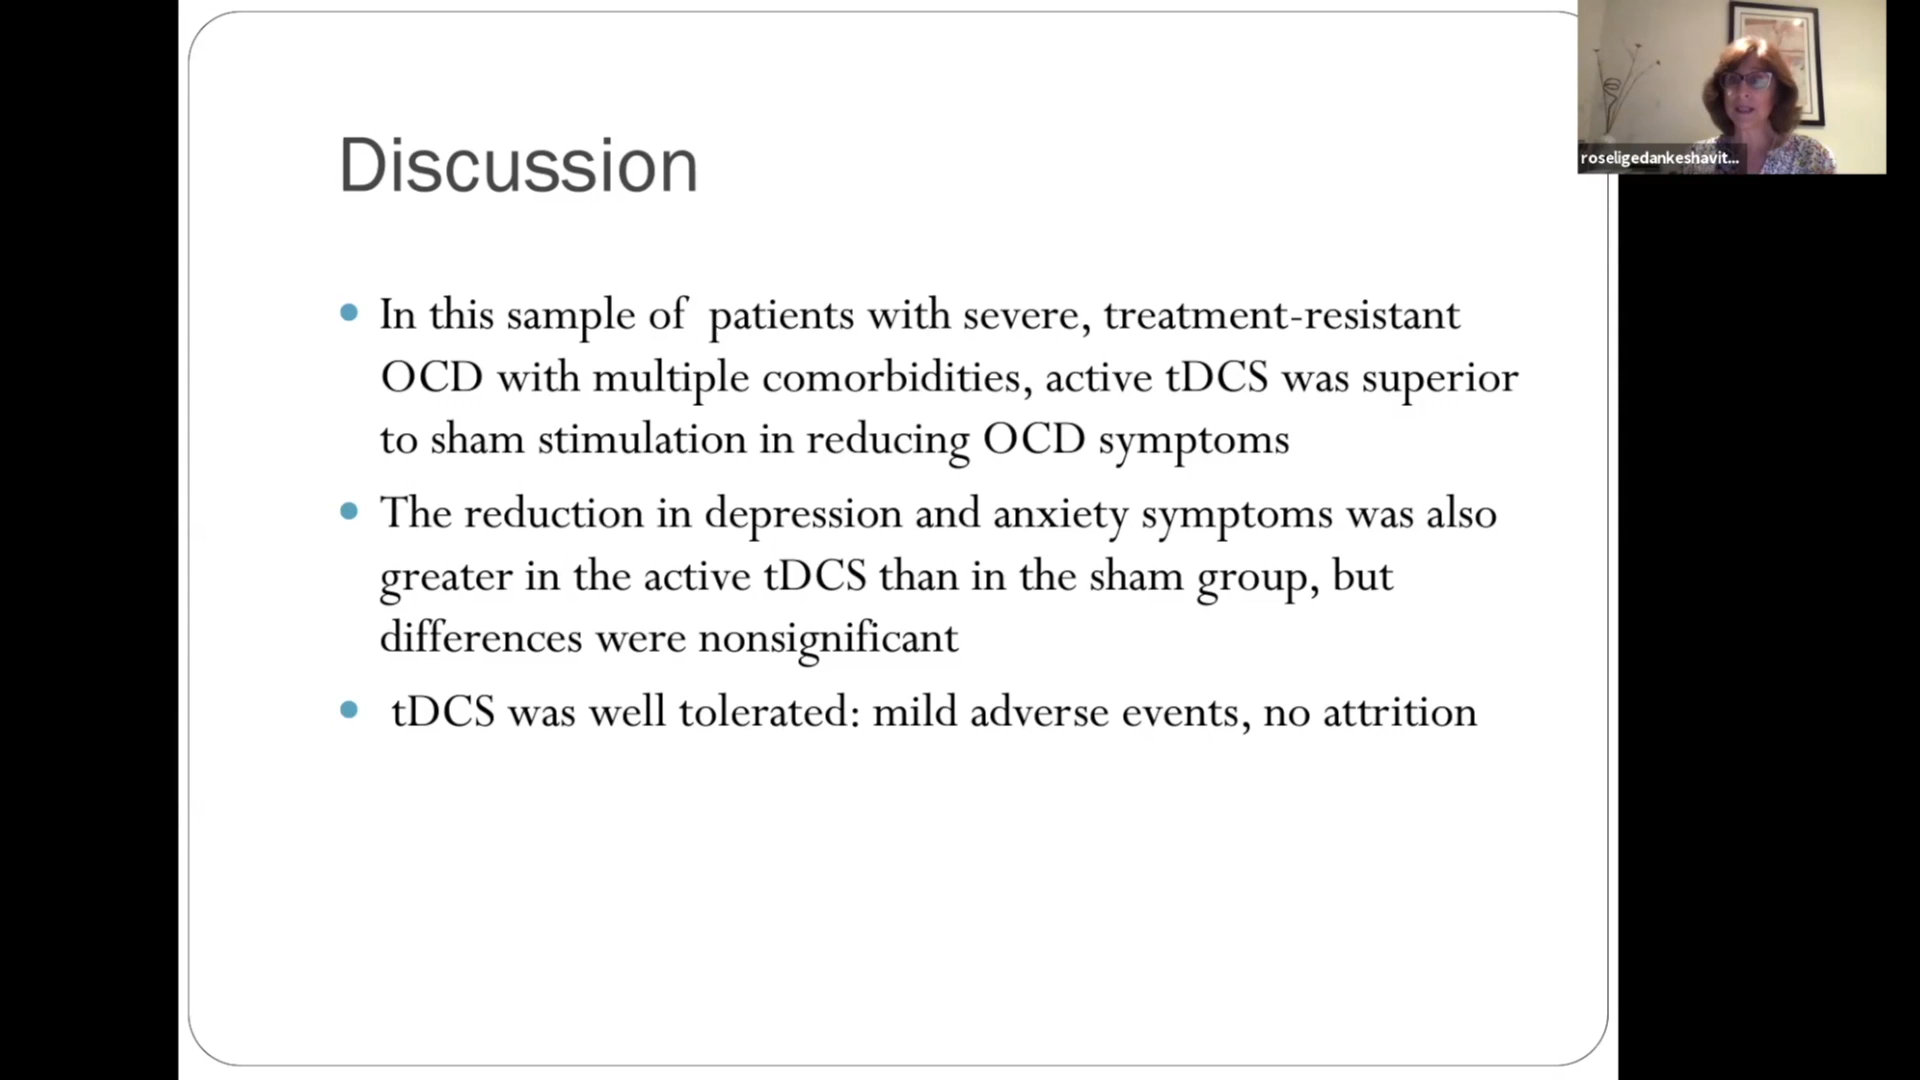 roseligedankeshavit...
Discussion
• In this sample of patients with severe, treatment-resistant
OCD with multiple comorbidities, active tDCS was superior
to sham stimulation in reducing OCD symptoms
• The reduction in depression and anxiety symptoms was also
greater in the active tDCS than in the sham group, but
differences were nonsignificant
• tDCS was well tolerated: mild adverse events, no attrition